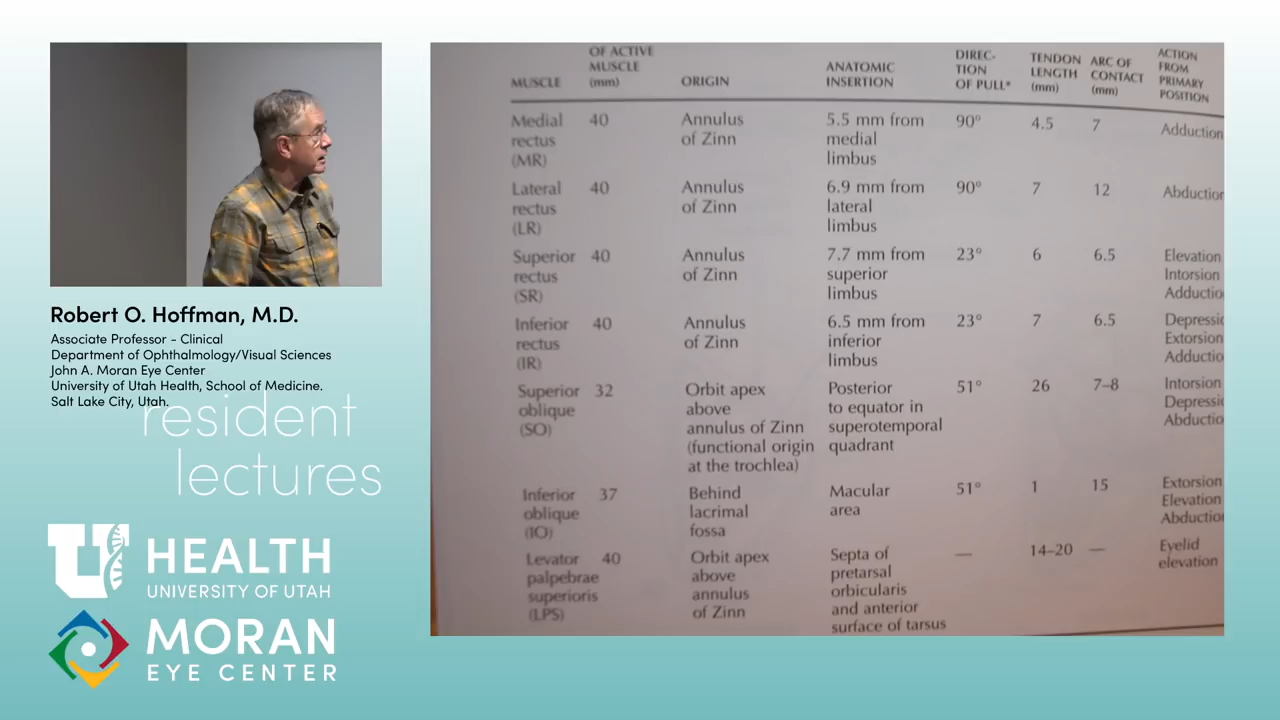 Robert O. Hoffman, M.D.
Associate Professor - Clinical
Department of Ophthalmology/Visual Sciences
John A. Moran Eye Center
University of Utah Health, School of Medicine.
Salt Lake City, Utah.
resident
lectures
U HEALTH
UNIVERSITY OF UTAH
MORAN
EYE CENTER
MUSCLE
OF ACTIVE
MUSCLE
(mm)
ORIGIN
ANATOMIC
INSERTION
DIREC-
TION
OF PULL*
TENDON
LENGTH
(mm)
ARC OF
CONTACT
(mm)
ACTION
FROM
PRIMARY
POSITION
Medial 40 Annulus 5.5 mm from 90° 4.5 7 Adduction
rectus of Zinn medial
(MR) limbus
Lateral 40 Annulus 6.9 mm from 90° 7 12 Abduction
rectus of Zinn lateral
(LR) limbus
Superior 40 Annulus 7.7 mm from 23° 6 6.5 Elevation
rectus of Zinn superior Intorsion
(SR) limbus Adductio
Inferior 40 Annulus 6.5 mm from 23° 7 6.5 Depressio
rectus of Zinn inferior Extorsion
(IR) limbus Adductio
Superior 32 Orbit apex Posterior 51° 26 7–8 Intorsion
oblique above to equator in Depressio
(SO) annulus of Zinn superotemporal Abductio
(functional origin quadrant
at the trochlea)
Inferior 37 Behind Macular 51° 1 15 Extorsion
oblique lacrimal area Elevation
(IO) fossa Abduction
Levator 40 Orbit apex Septa of — 14–20 — Eyelid
palpebrae above pretarsal elevation
superioris annulus orbicularis
(LPS) of Zinn and anterior
surface of tarsus